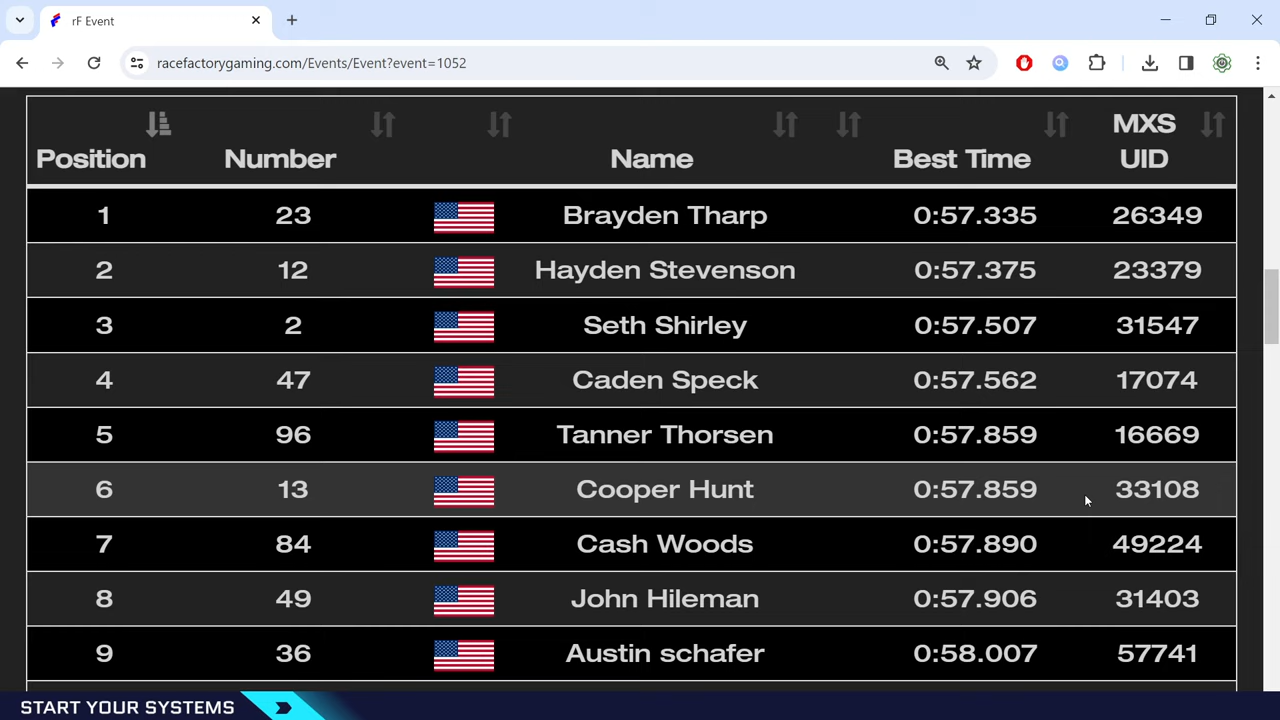 rF Event
racefactorygaming.com/Events/Event?event=1052
Position Number Name Best Time MXS UID
1 23 Brayden Tharp 0:57.335 26349
2 12 Hayden Stevenson 0:57.375 23379
3 2 Seth Shirley 0:57.507 31547
4 47 Caden Speck 0:57.562 17074
5 96 Tanner Thorsen 0:57.859 16669
6 13 Cooper Hunt 0:57.859 33108
7 84 Cash Woods 0:57.890 49224
8 49 John Hileman 0:57.906 31403
9 36 Austin schafer 0:58.007 57741
START YOUR SYSTEMS